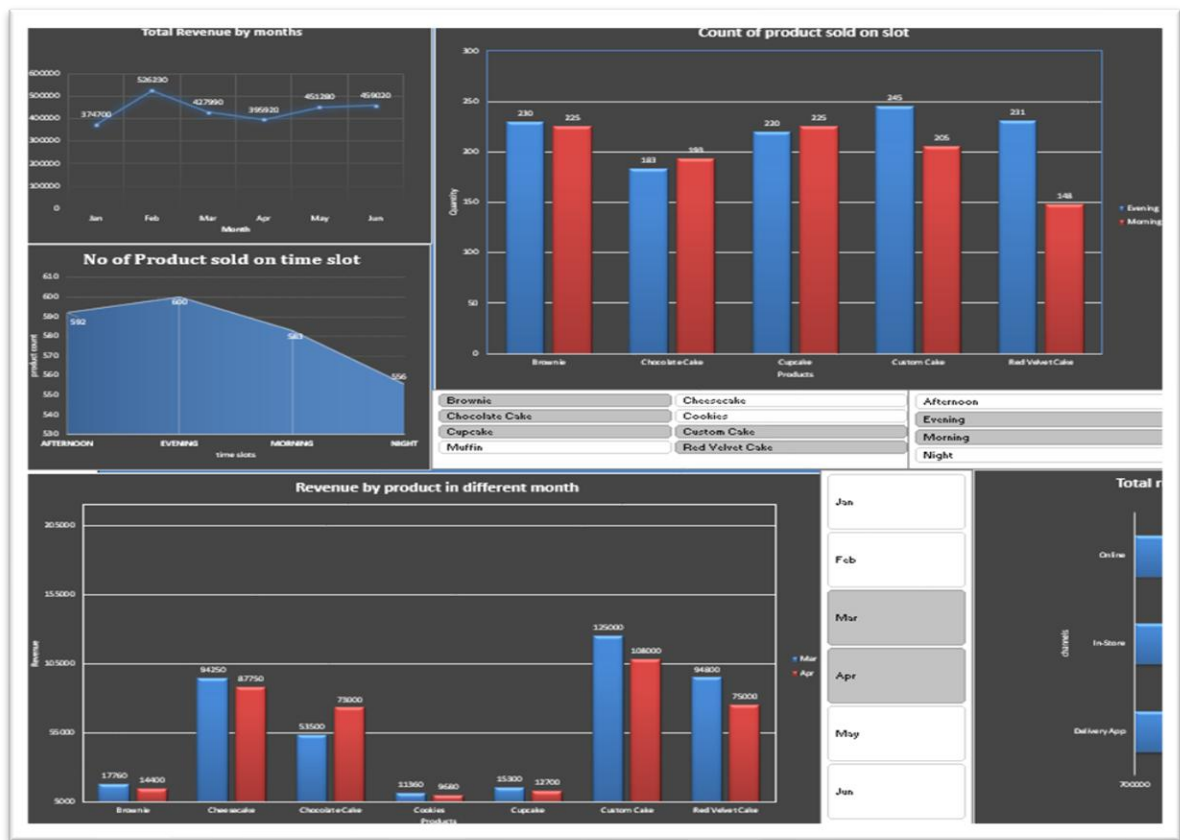 Total Revenue by months
600000
500000
400000
300000
200000
100000
0
374700
526230
427990
395920
451280
459020
Jan Feb Mar Apr May Jun
Month
Count of product sold on slot
300
250
200
150
100
50
0
Quantity
230 225
183 193
220 225
245 205
231 148
Brownie Chocolate Cake Cupcake Custom Cake Red Velvet Cake
Products
Evening
Morning
No of Product sold on time slot
610
600
590
580
570
560
550
540
530
product count
592
600
583
556
AFTERNOON EVENING MORNING NIGHT
time slots
Brownie Cheesecake
Chocolate Cake Cookies
Cupcake Custom Cake
Muffin Red Velvet Cake
Afternoon
Evening
Morning
Night
Revenue by product in different month
205000
155000
105000
55000
5000
Revenue
17760 14400
94250 87750
53500 73000
11360 9680
15300 12700
125000 108000
94800 75000
Brownie Cheesecake Chocolate Cake Cookies Cupcake Custom Cake Red Velvet Cake
Products
Mar
Apr
Jan
Feb
Mar
Apr
May
Jun
Total r
channels
Online
In-Store
Delivery App
700000